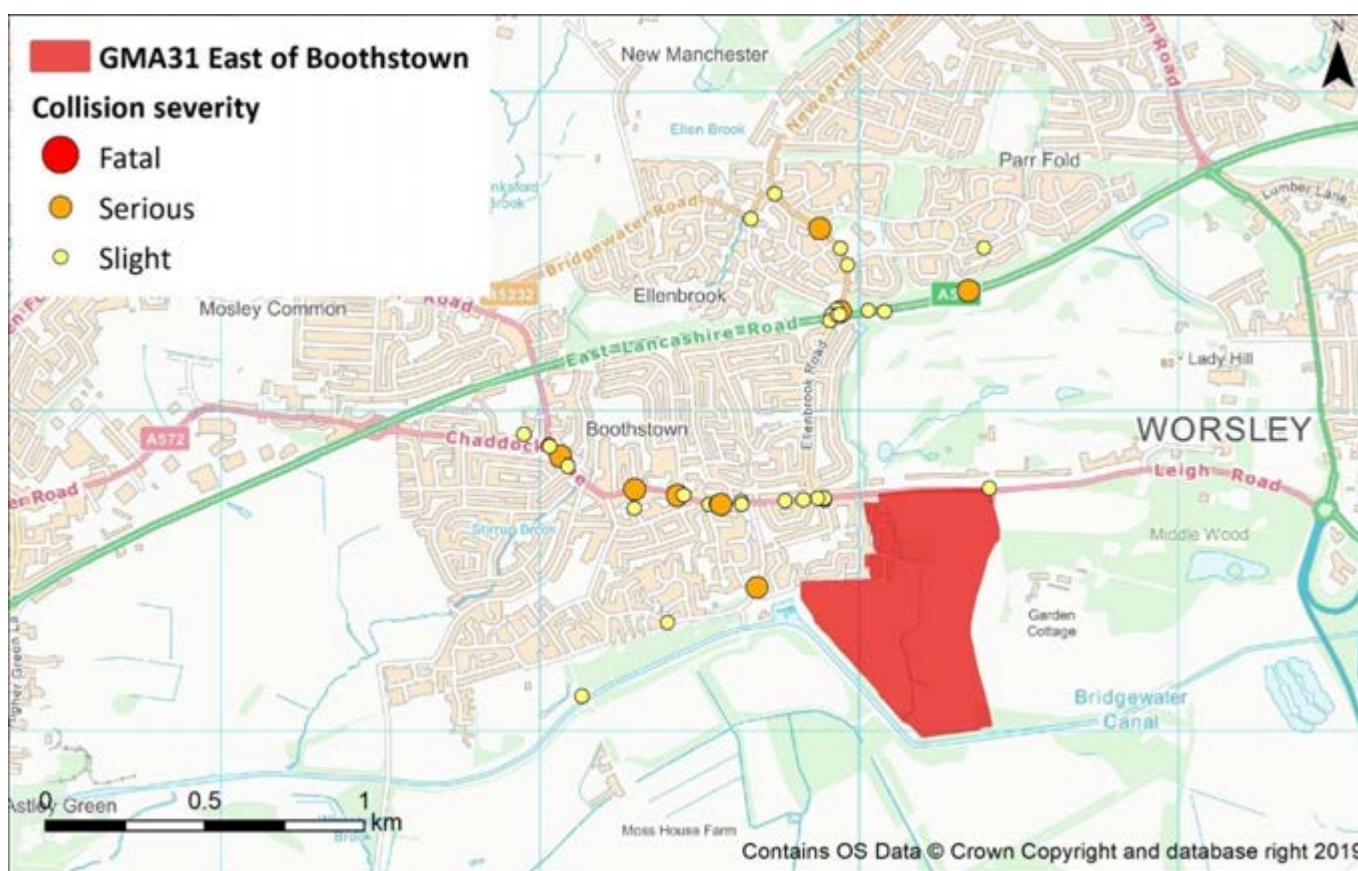 GMA31 East of Boothstown
Collision severity
Fatal
Serious
Slight
New Manchester
Newearth Road
N
Ellen Brook
Parr Fold
Lumber Lane
Brook
Bridgewater Road
Ellenbrook
Road
Mosley Common
East Lancashire Road
Lady Hill
Ellenbrook Road
Boothstown
WORSLEY
A572
Chaddock
Leigh Road
Road
Stirrup Brook
Middle Wood
Garden
Cottage
Bridgewater
Canal
Astley Green
0 0.5 1
km
Brook
Moss House Farm
Contains OS Data © Crown Copyright and database right 2019